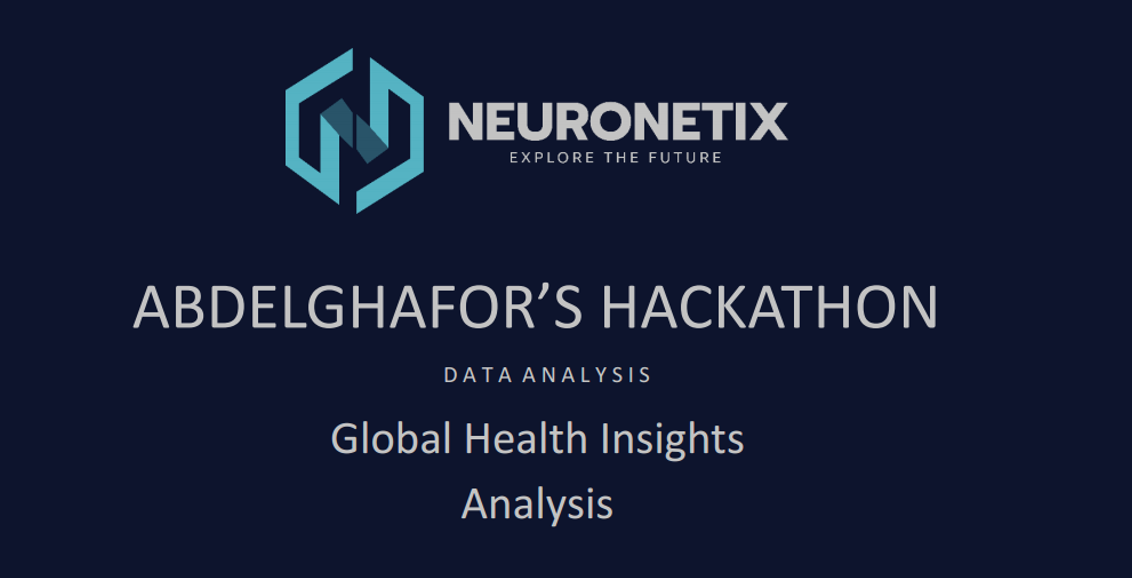 NEURONETIX
EXPLORE THE FUTURE
ABDELGHAFOR’S HACKATHON
DATA ANALYSIS
Global Health Insights
Analysis